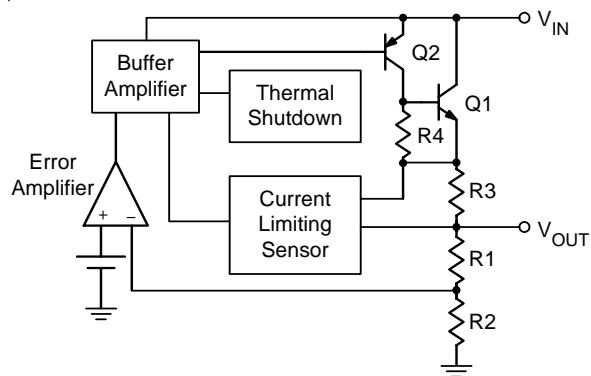 V_IN
Q2
Buffer
Amplifier
Thermal
Shutdown
Q1
R4
Error
Amplifier
+ −
Current
Limiting
Sensor
R3
V_OUT
R1
R2